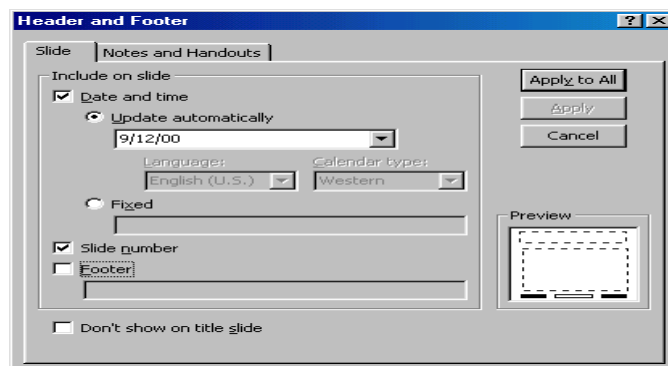 Header and Footer
Slide
Notes and Handouts
Include on slide
Date and time
Update automatically
9/12/00
Language:
Calendar type:
English (U.S.)
Western
Fixed
Slide number
Footer
Don't show on title slide
Apply to All
Apply
Cancel
Preview